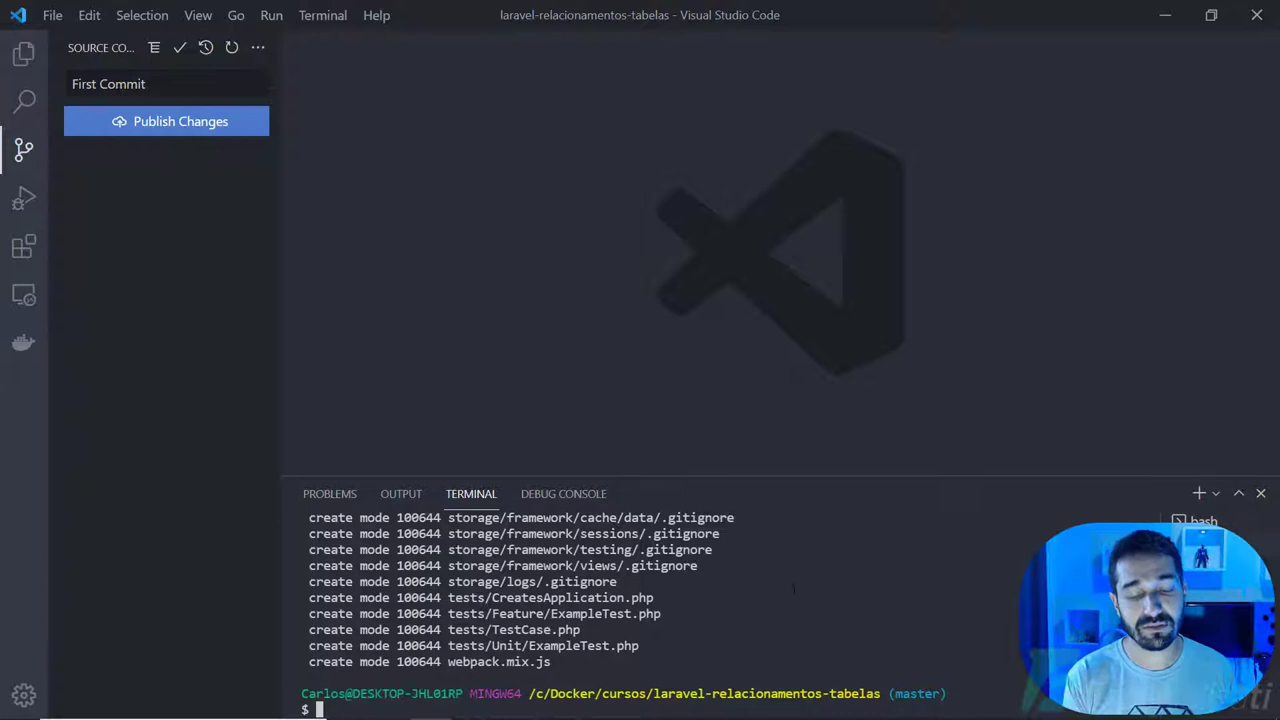 File Edit Selection View Go Run Terminal Help
laravel-relacionamentos-tabelas - Visual Studio Code
SOURCE CO...
First Commit
Publish Changes
PROBLEMS OUTPUT TERMINAL DEBUG CONSOLE
bash
create mode 100644 storage/framework/cache/data/.gitignore
create mode 100644 storage/framework/sessions/.gitignore
create mode 100644 storage/framework/testing/.gitignore
create mode 100644 storage/framework/views/.gitignore
create mode 100644 storage/logs/.gitignore
create mode 100644 tests/CreatesApplication.php
create mode 100644 tests/Feature/ExampleTest.php
create mode 100644 tests/TestCase.php
create mode 100644 tests/Unit/ExampleTest.php
create mode 100644 webpack.mix.js
Carlos@DESKTOP-JHL01RP MINGW64 /c/Docker/cursos/laravel-relacionamentos-tabelas (master)
$